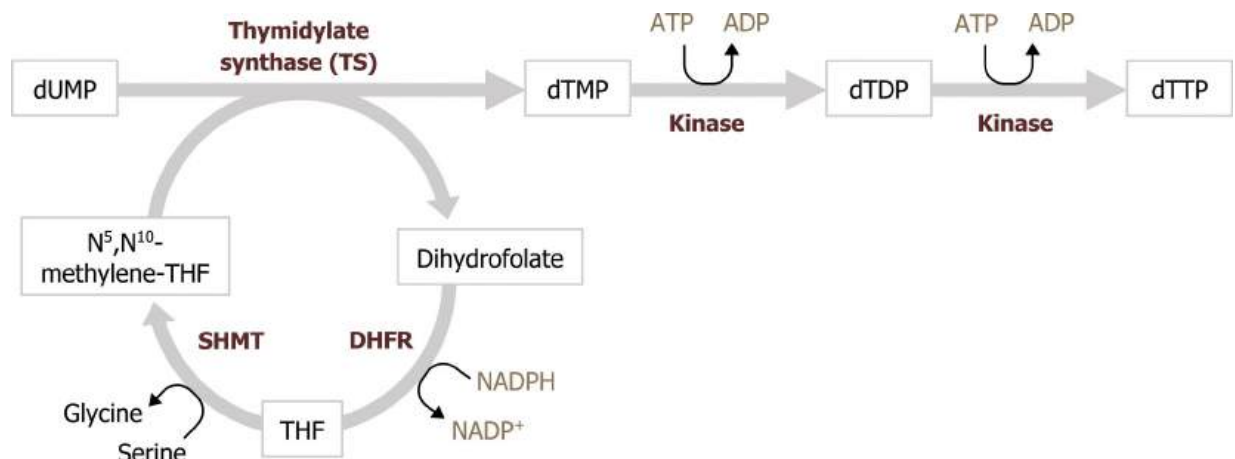 Thymidylate
synthase (TS)
ATP ADP
ATP ADP
dUMP
dTMP
dTDP
dTTP
Kinase
Kinase
N⁵,N¹⁰-
methylene-THF
Dihydrofolate
SHMT
DHFR
NADPH
NADP⁺
Glycine
Serine
THF